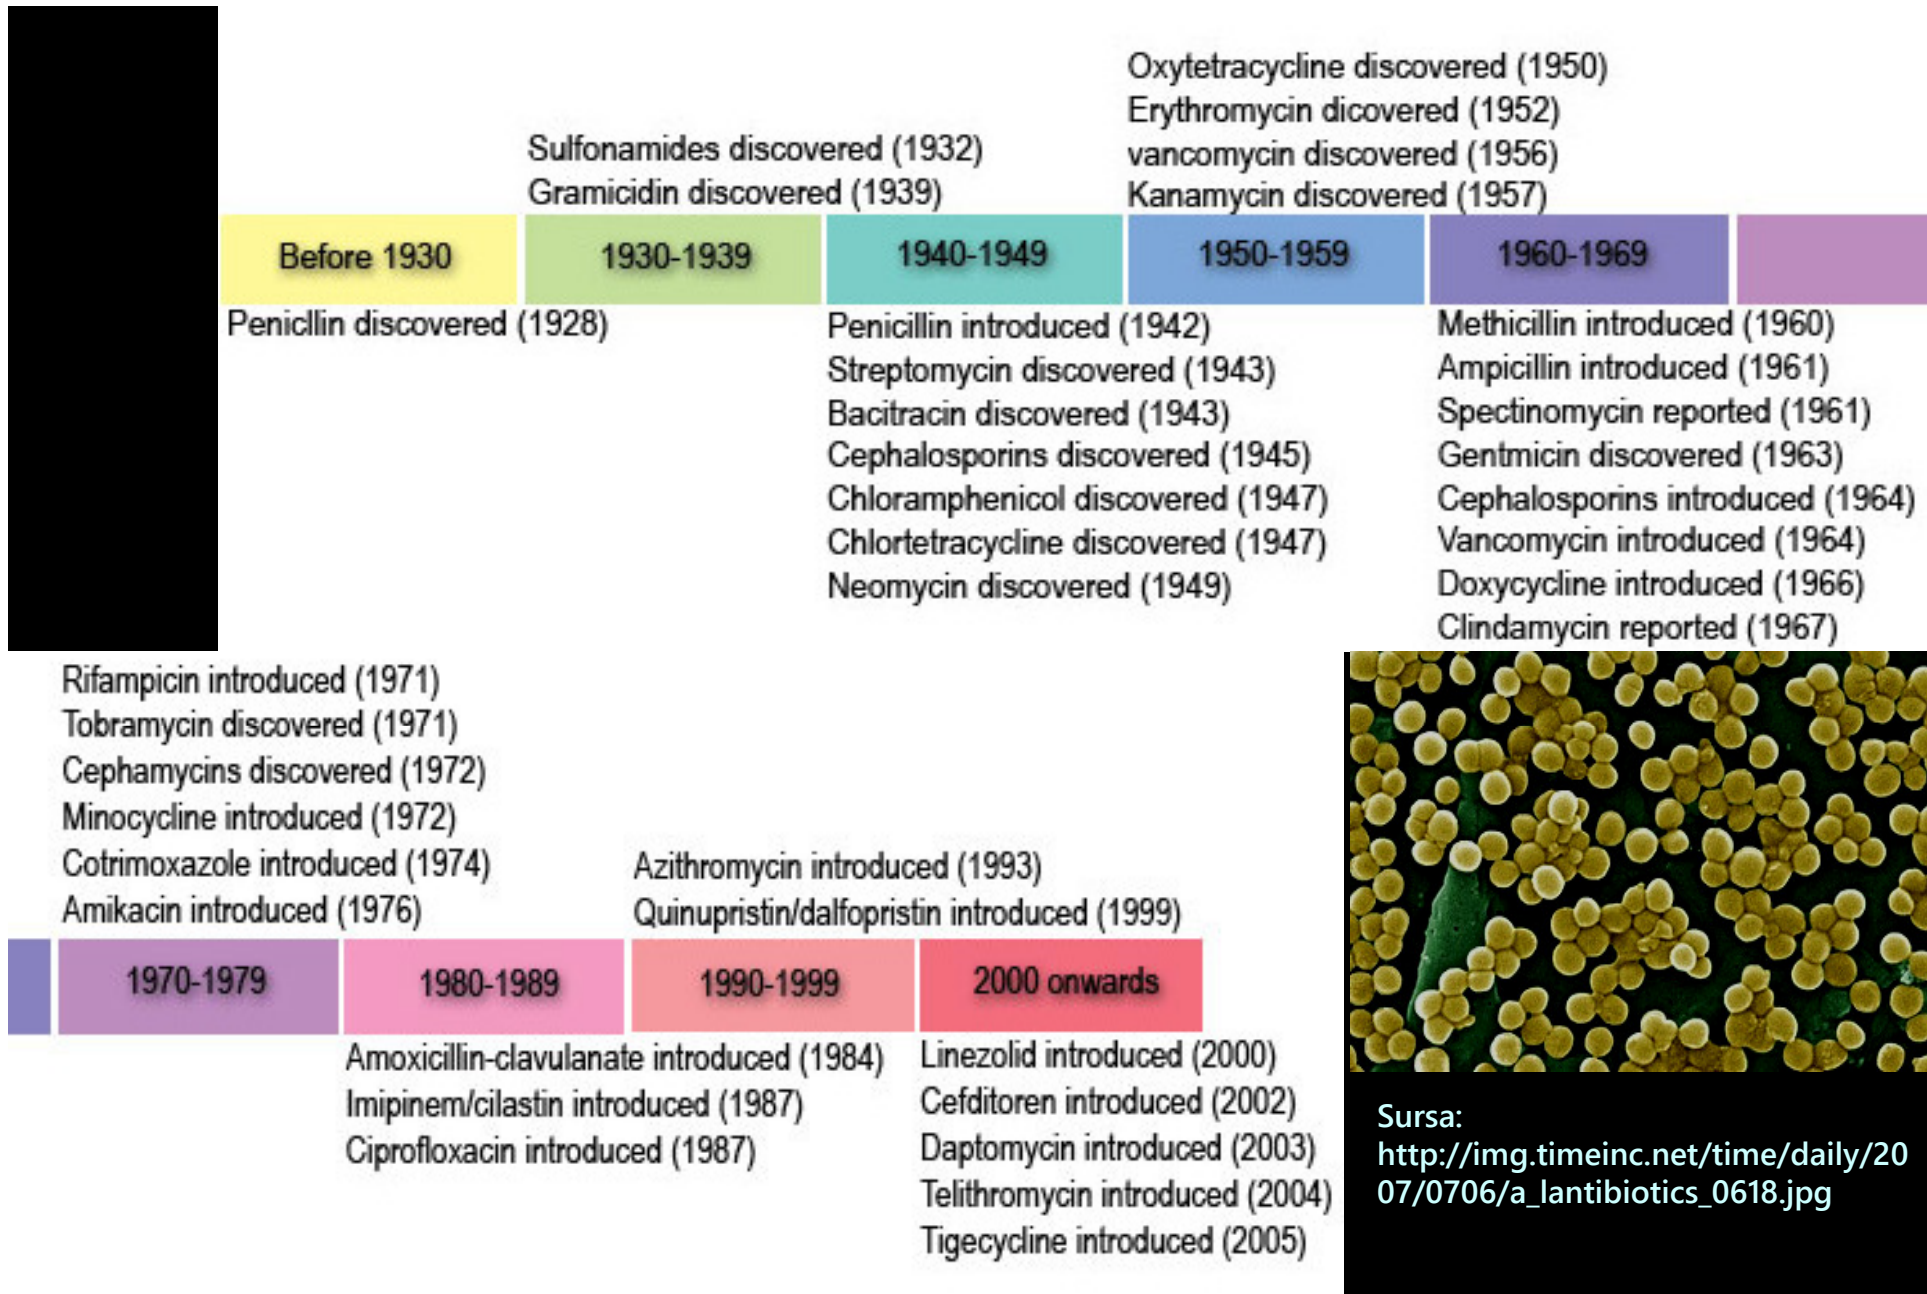 Oxytetracycline discovered (1950)
Erythromycin dicovered (1952)
vancomycin discovered (1956)
Kanamycin discovered (1957)
Sulfonamides discovered (1932)
Gramicidin discovered (1939)
Before 1930
1930-1939
1940-1949
1950-1959
1960-1969
Penicllin discovered (1928)
Penicillin introduced (1942)
Streptomycin discovered (1943)
Bacitracin discovered (1943)
Cephalosporins discovered (1945)
Chloramphenicol discovered (1947)
Chlortetracycline discovered (1947)
Neomycin discovered (1949)
Methicillin introduced (1960)
Ampicillin introduced (1961)
Spectinomycin reported (1961)
Gentmicin discovered (1963)
Cephalosporins introduced (1964)
Vancomycin introduced (1964)
Doxycycline introduced (1966)
Clindamycin reported (1967)
Rifampicin introduced (1971)
Tobramycin discovered (1971)
Cephamycins discovered (1972)
Minocycline introduced (1972)
Cotrimoxazole introduced (1974)
Amikacin introduced (1976)
Azithromycin introduced (1993)
Quinupristin/dalfopristin introduced (1999)
1970-1979
1980-1989
1990-1999
2000 onwards
Amoxicillin-clavulanate introduced (1984)
Imipinem/cilastin introduced (1987)
Ciprofloxacin introduced (1987)
Linezolid introduced (2000)
Cefditoren introduced (2002)
Daptomycin introduced (2003)
Telithromycin introduced (2004)
Tigecycline introduced (2005)
Sursa:
http://img.timeinc.net/time/daily/20
07/0706/a_lantibiotics_0618.jpg